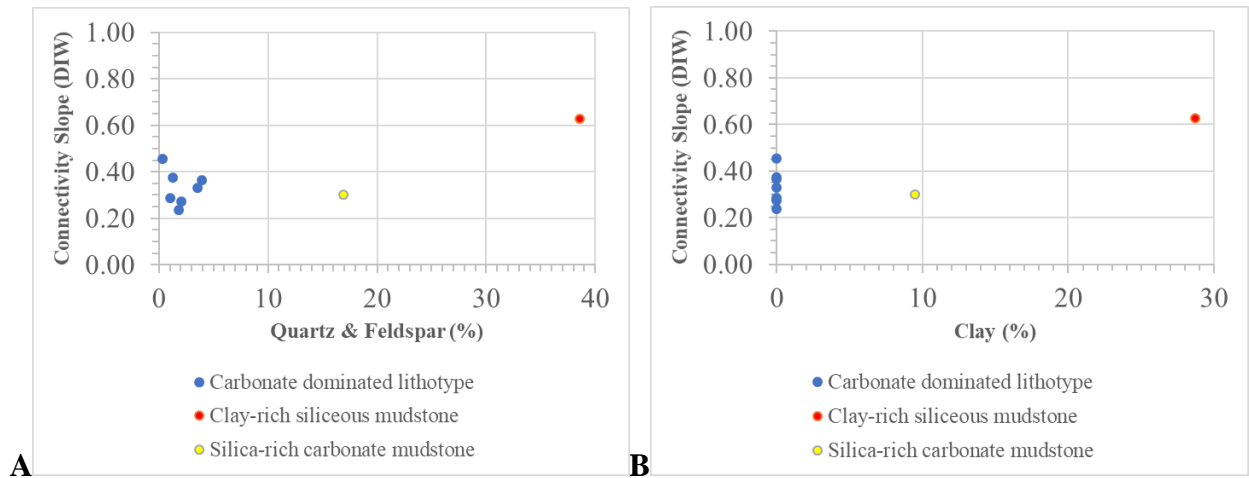 Connectivity Slope (DIW)
1.00
0.80
0.60
0.40
0.20
0.00
0 10 20 30 40
Quartz & Feldspar (%)
Carbonate dominated lithotype
Clay-rich siliceous mudstone
Silica-rich carbonate mudstone
A
Connectivity Slope (DIW)
1.00
0.80
0.60
0.40
0.20
0.00
0 10 20 30
Clay (%)
Carbonate dominated lithotype
Clay-rich siliceous mudstone
Silica-rich carbonate mudstone
B